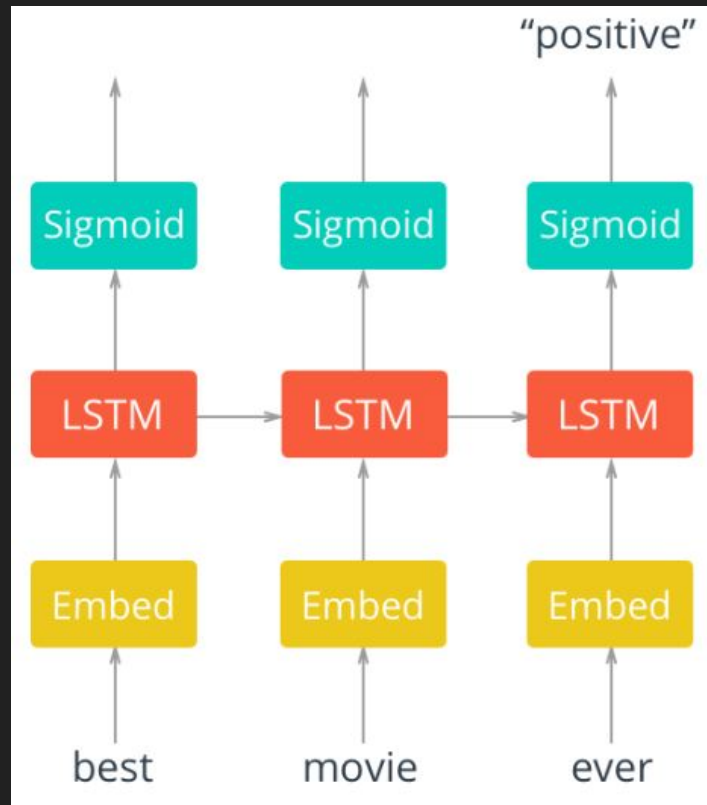 “positive”
Sigmoid Sigmoid Sigmoid
LSTM LSTM LSTM
Embed Embed Embed
best movie ever